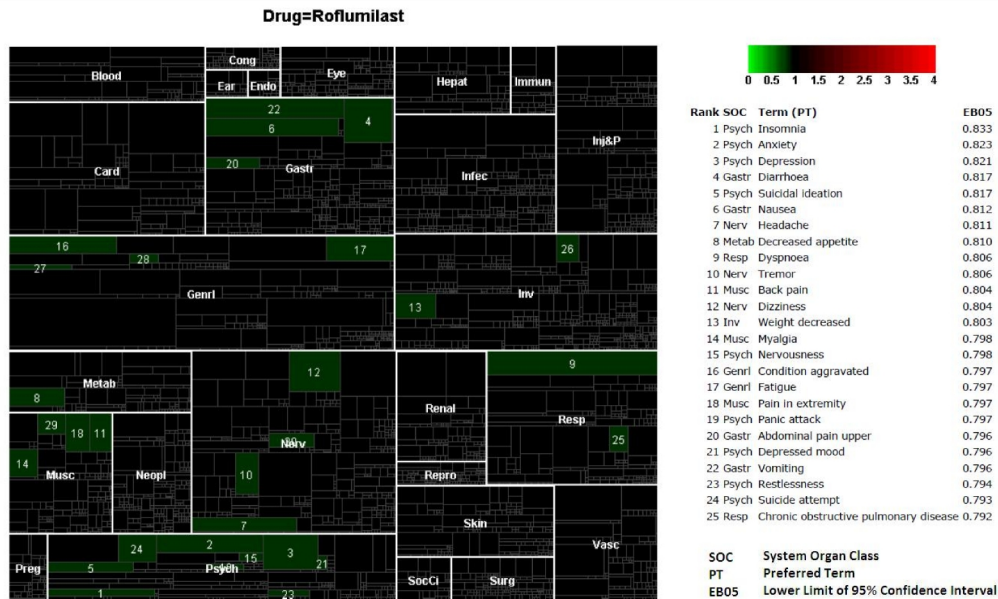 Drug=Roflumilast
Blood
Cong
Eye
Ear
Endo
Hepat
Immun
22
4
6
20
Gastr
Card
Infec
Inj&P
16
17
27
28
Genrl
26
Inv
13
Metab
8
12
9
Renal
Resp
29
18
11
14
Musc
Neopl
Nerv
10
25
Repro
7
Skin
Preg
24
2
3
15
21
5
Psych
1
23
SocCi
Surg
Vasc
0 0.5 1 1.5 2 2.5 3 3.5 4
Rank SOC Term (PT) EB05
1 Psych Insomnia 0.833
2 Psych Anxiety 0.823
3 Psych Depression 0.821
4 Gastr Diarrhoea 0.817
5 Psych Suicidal ideation 0.817
6 Gastr Nausea 0.812
7 Nerv Headache 0.811
8 Metab Decreased appetite 0.810
9 Resp Dyspnoea 0.806
10 Nerv Tremor 0.806
11 Musc Back pain 0.804
12 Nerv Dizziness 0.804
13 Inv Weight decreased 0.803
14 Musc Myalgia 0.798
15 Psych Nervousness 0.798
16 Genrl Condition aggravated 0.797
17 Genrl Fatigue 0.797
18 Musc Pain in extremity 0.797
19 Psych Panic attack 0.797
20 Gastr Abdominal pain upper 0.796
21 Psych Depressed mood 0.796
22 Gastr Vomiting 0.796
23 Psych Restlessness 0.794
24 Psych Suicide attempt 0.793
25 Resp Chronic obstructive pulmonary disease 0.792
SOC System Organ Class
PT Preferred Term
EB05 Lower Limit of 95% Confidence Interval